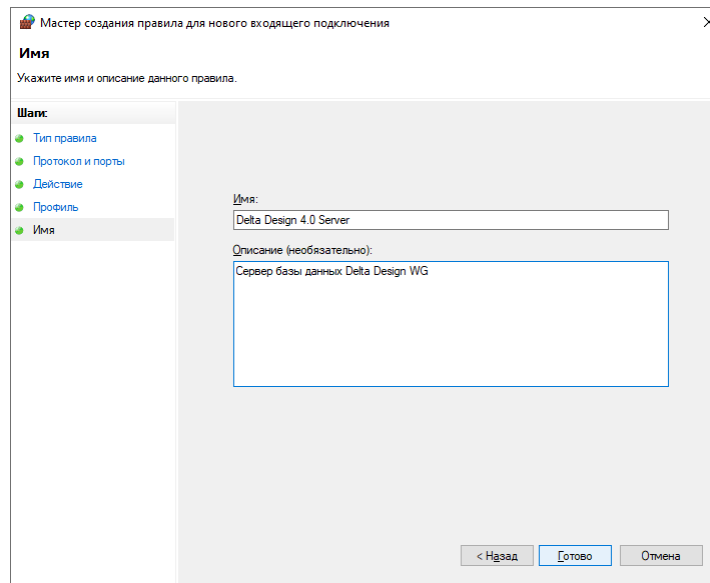 Мастер создания правила для нового входящего подключения
Имя
Укажите имя и описание данного правила.
Шаги:
Тип правила
Протокол и порты
Действие
Профиль
Имя
Имя:
Delta Design 4.0 Server
Описание (необязательно):
Сервер базы данных Delta Design WG
< Назад Готово Отмена